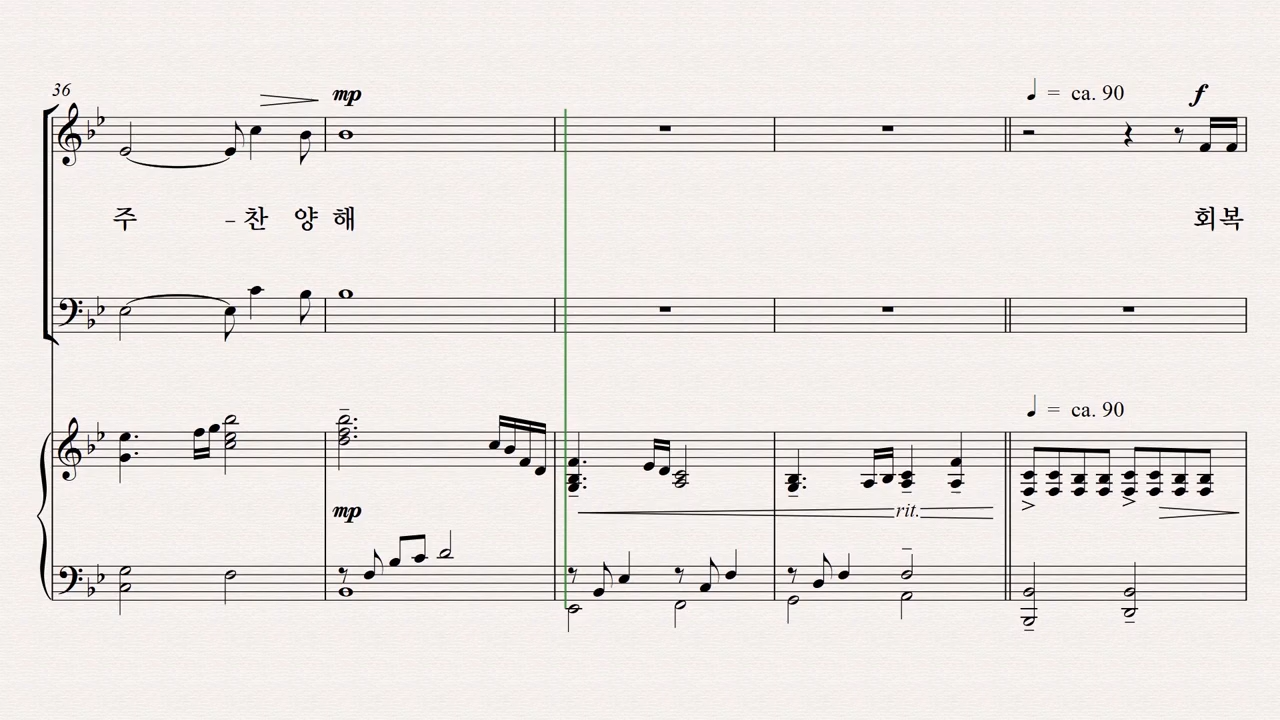 36
mp
♩ = ca. 90
f
주 - 찬 양 해
회복
♩ = ca. 90
mp
rit.